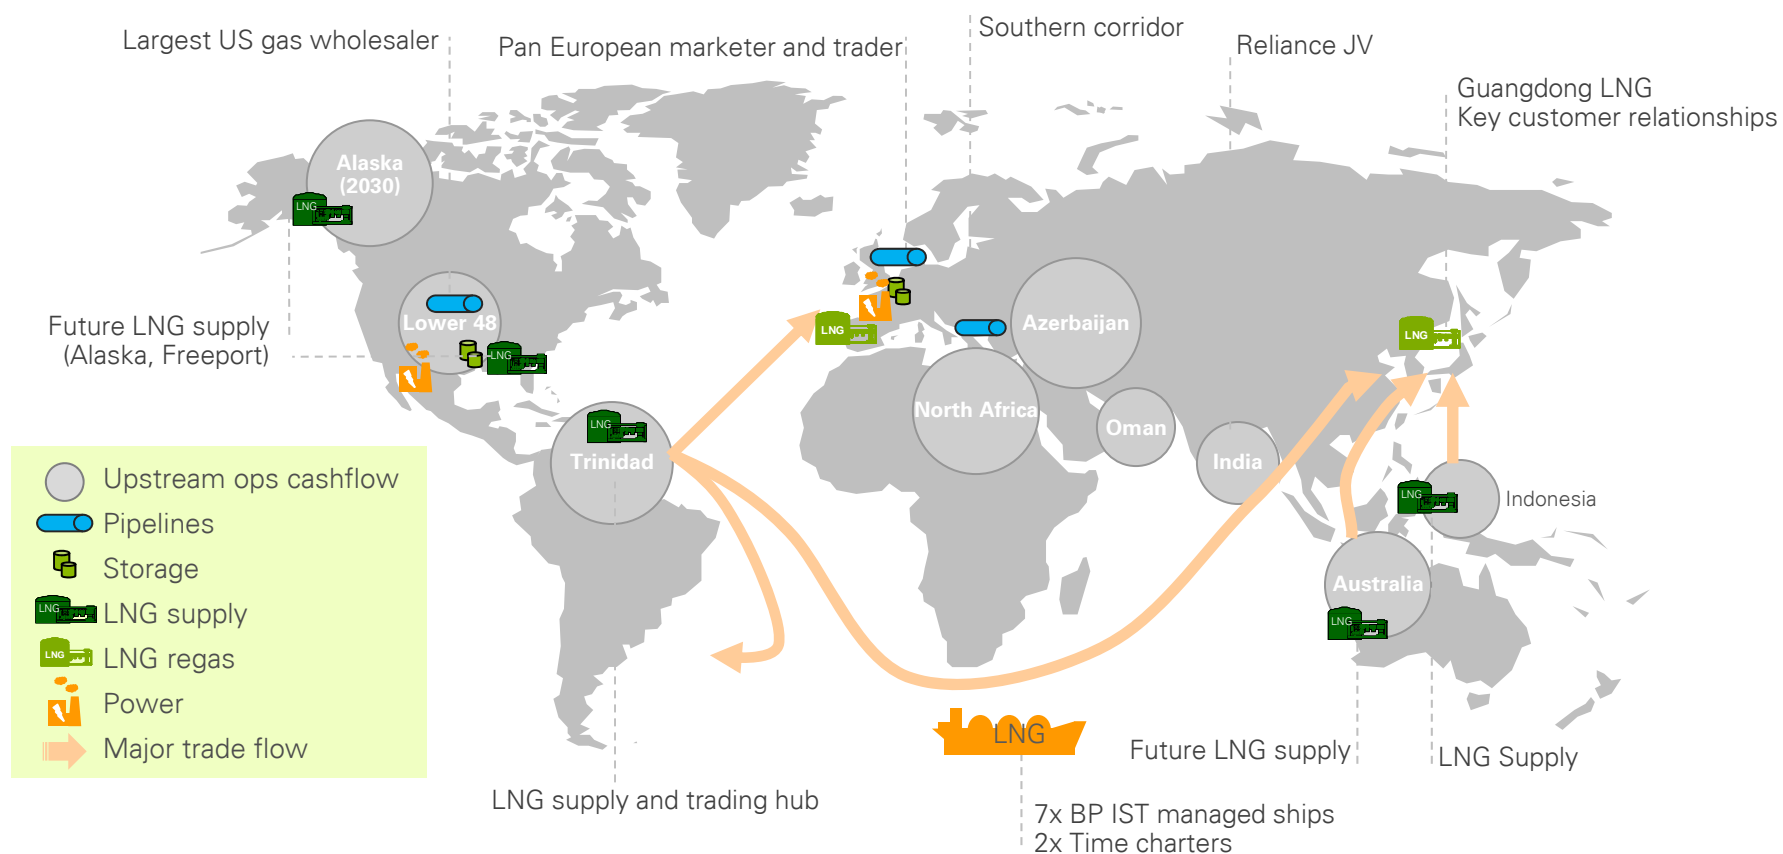 Largest US gas wholesaler
Pan European marketer and trader
Southern corridor
Reliance JV
Guangdong LNG
Key customer relationships
Alaska
(2030)
LNG
Lower 48
LNG
Future LNG supply
(Alaska, Freeport)
LNG
Azerbaijan
LNG
North Africa
Oman
India
LNG
Trinidad
LNG
Indonesia
Australia
LNG
Upstream ops cashflow
Pipelines
Storage
LNG
LNG supply
LNG
LNG regas
Power
Major trade flow
LNG
Future LNG supply
LNG Supply
LNG supply and trading hub
7x BP IST managed ships
2x Time charters